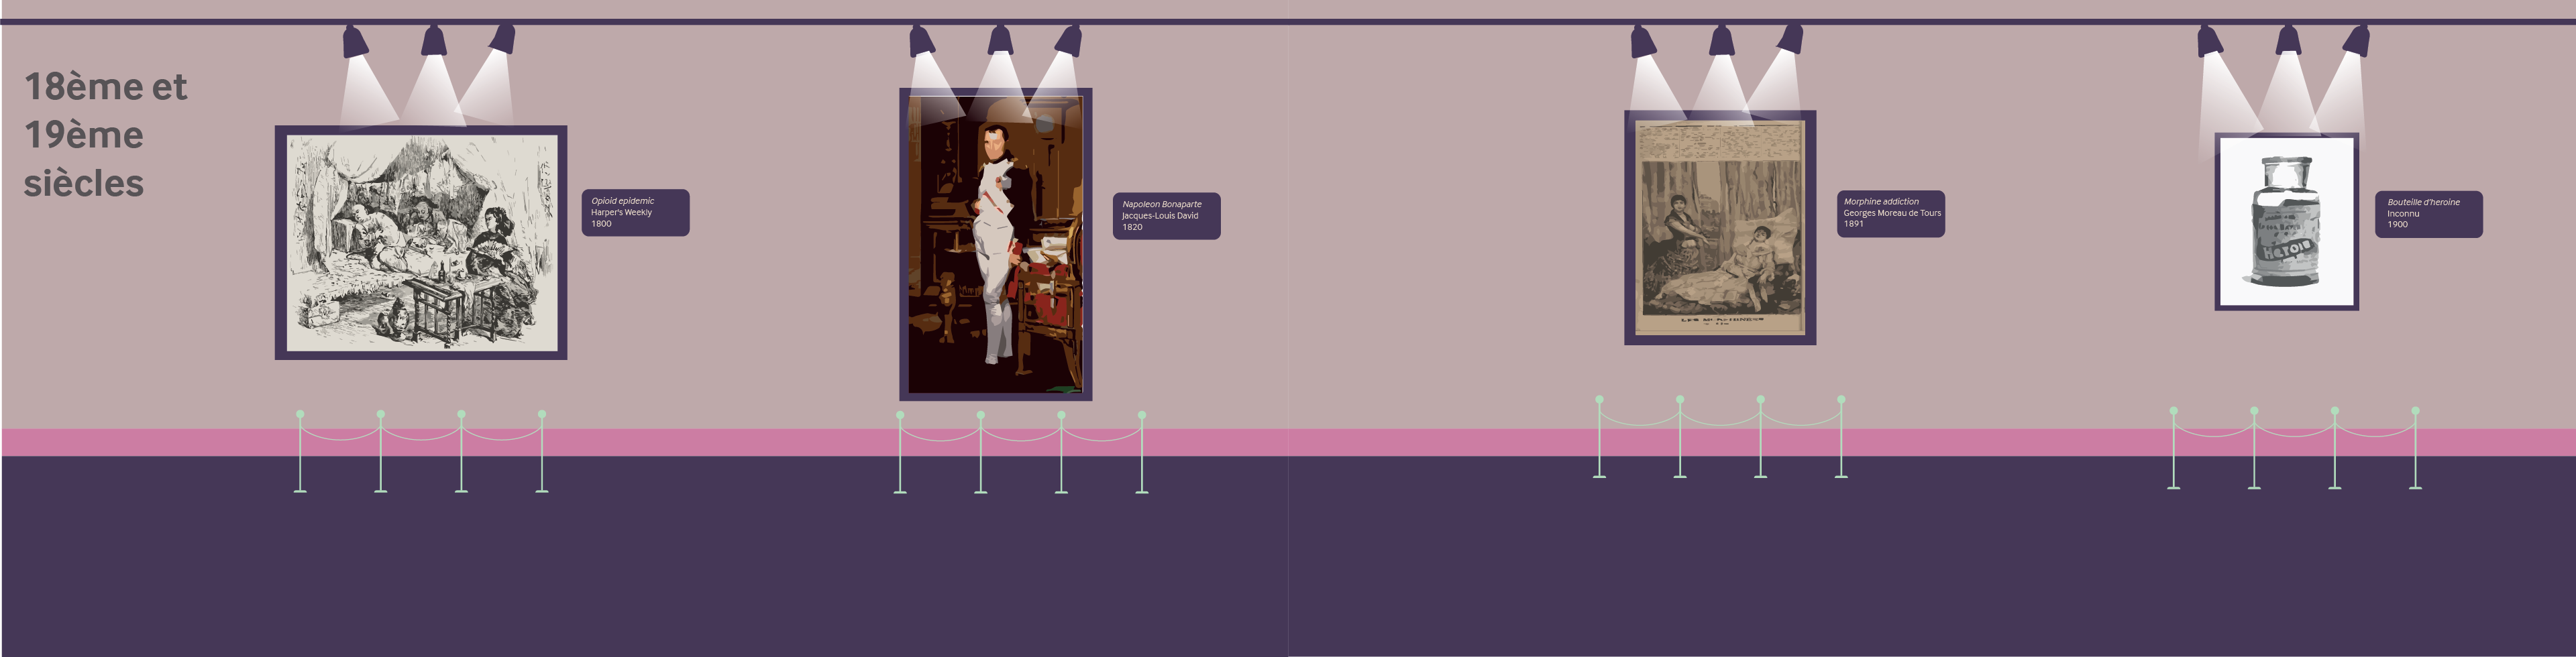 18ème et
19ème
siècles
Opioid epidemic
Harper's Weekly
1800
Napoleon Bonaparte
Jacques-Louis David
1820
Morphine addiction
Georges Moreau de Tours
1891
heroin
Bouteille d'heroine
Inconnu
1900